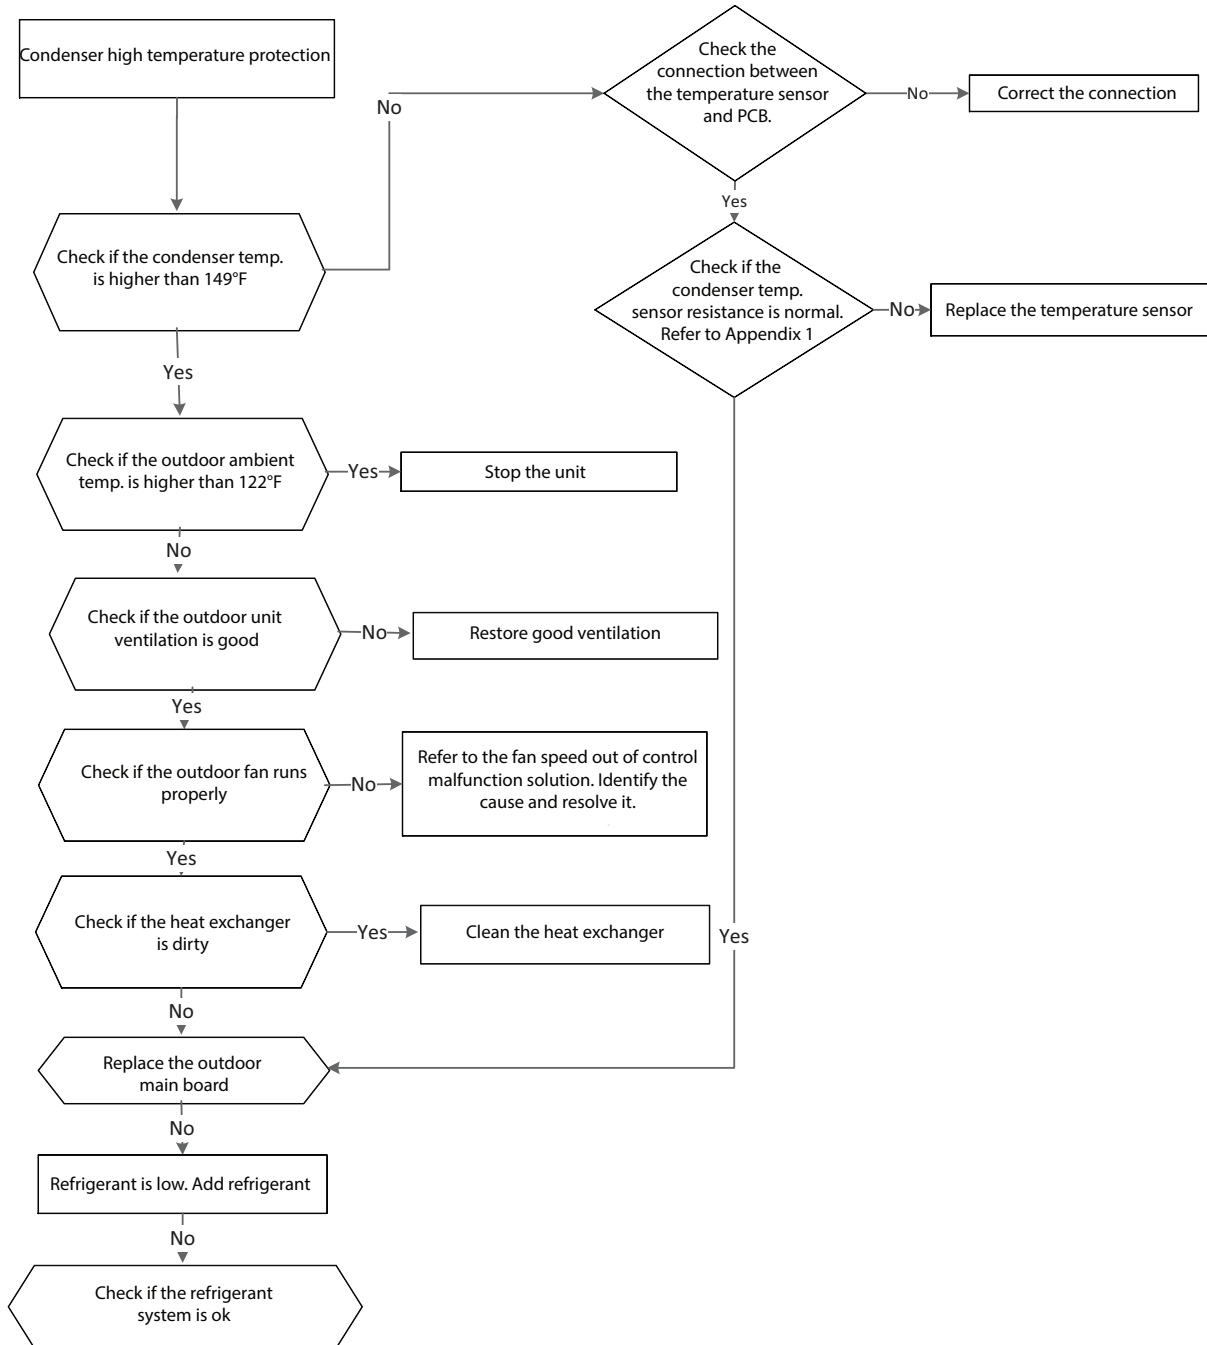 Condenser high temperature protection
No
Check the
connection between
the temperature sensor
and PCB.
No
Correct the connection
Yes
Check if the condenser temp.
is higher than 149°F
Check if the
condenser temp.
sensor resistance is normal.
Refer to Appendix 1
No
Replace the temperature sensor
Yes
Check if the outdoor ambient
temp. is higher than 122°F
Yes
Stop the unit
No
Check if the outdoor unit
ventilation is good
No
Restore good ventilation
Yes
Check if the outdoor fan runs
properly
No
Refer to the fan speed out of control
malfunction solution. Identify the
cause and resolve it.
Yes
Check if the heat exchanger
is dirty
Yes
Clean the heat exchanger
Yes
No
Replace the outdoor
main board
No
Refrigerant is low. Add refrigerant
No
Check if the refrigerant
system is ok